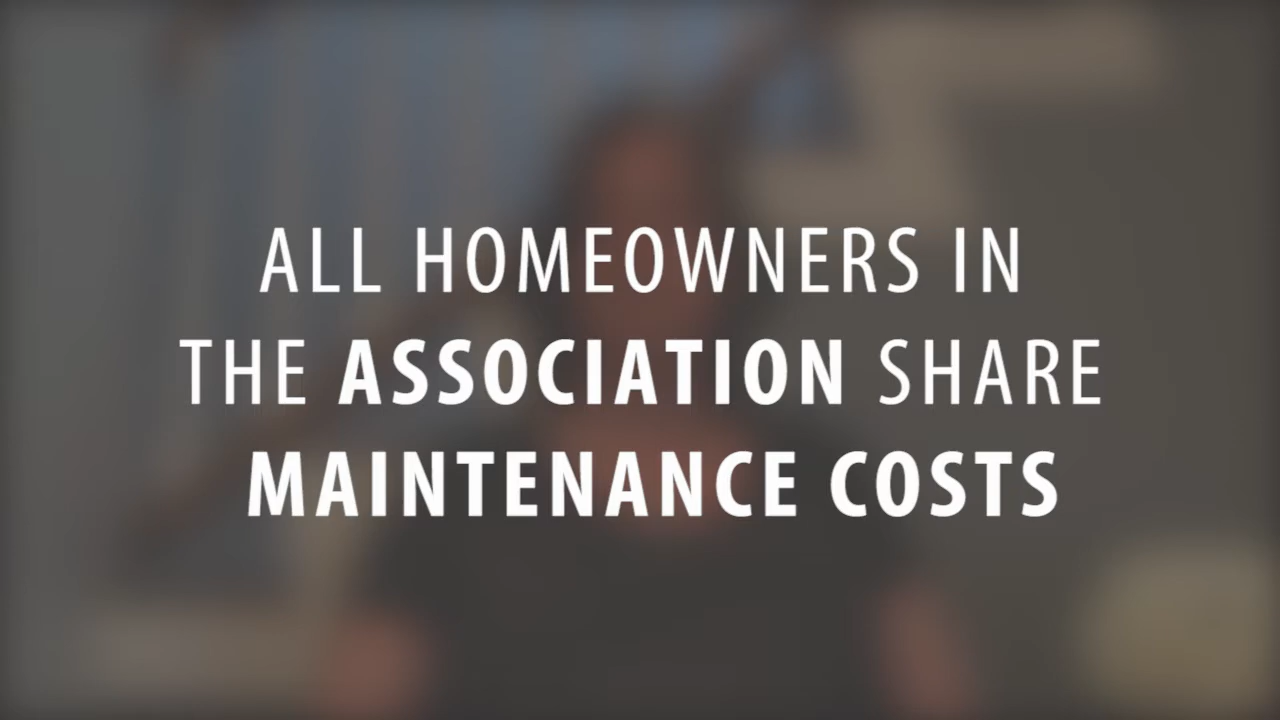 ALL HOMEOWNERS IN
THE ASSOCIATION SHARE
MAINTENANCE COSTS